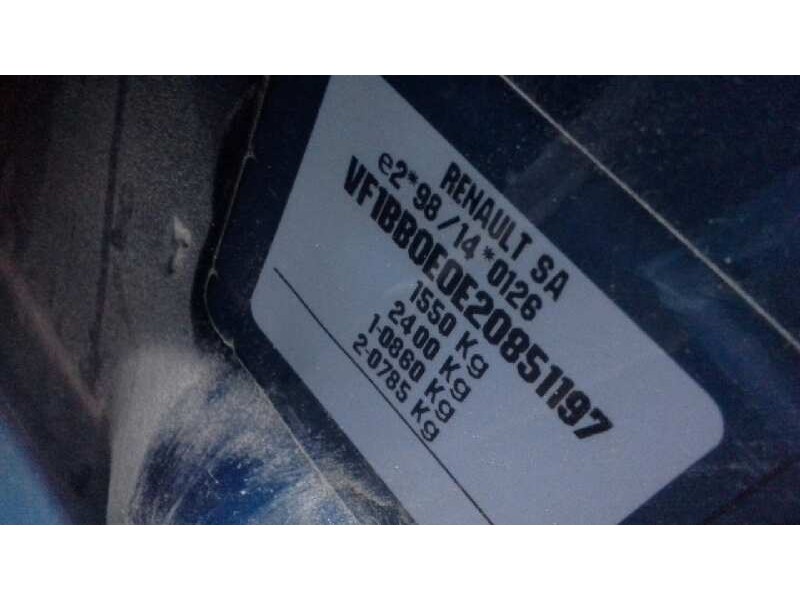 RENAULT SA
e2*98/14*0126
VF1BB0E0E20851197
1550 Kg
2400 Kg
1-0860 Kg
2-0785 Kg